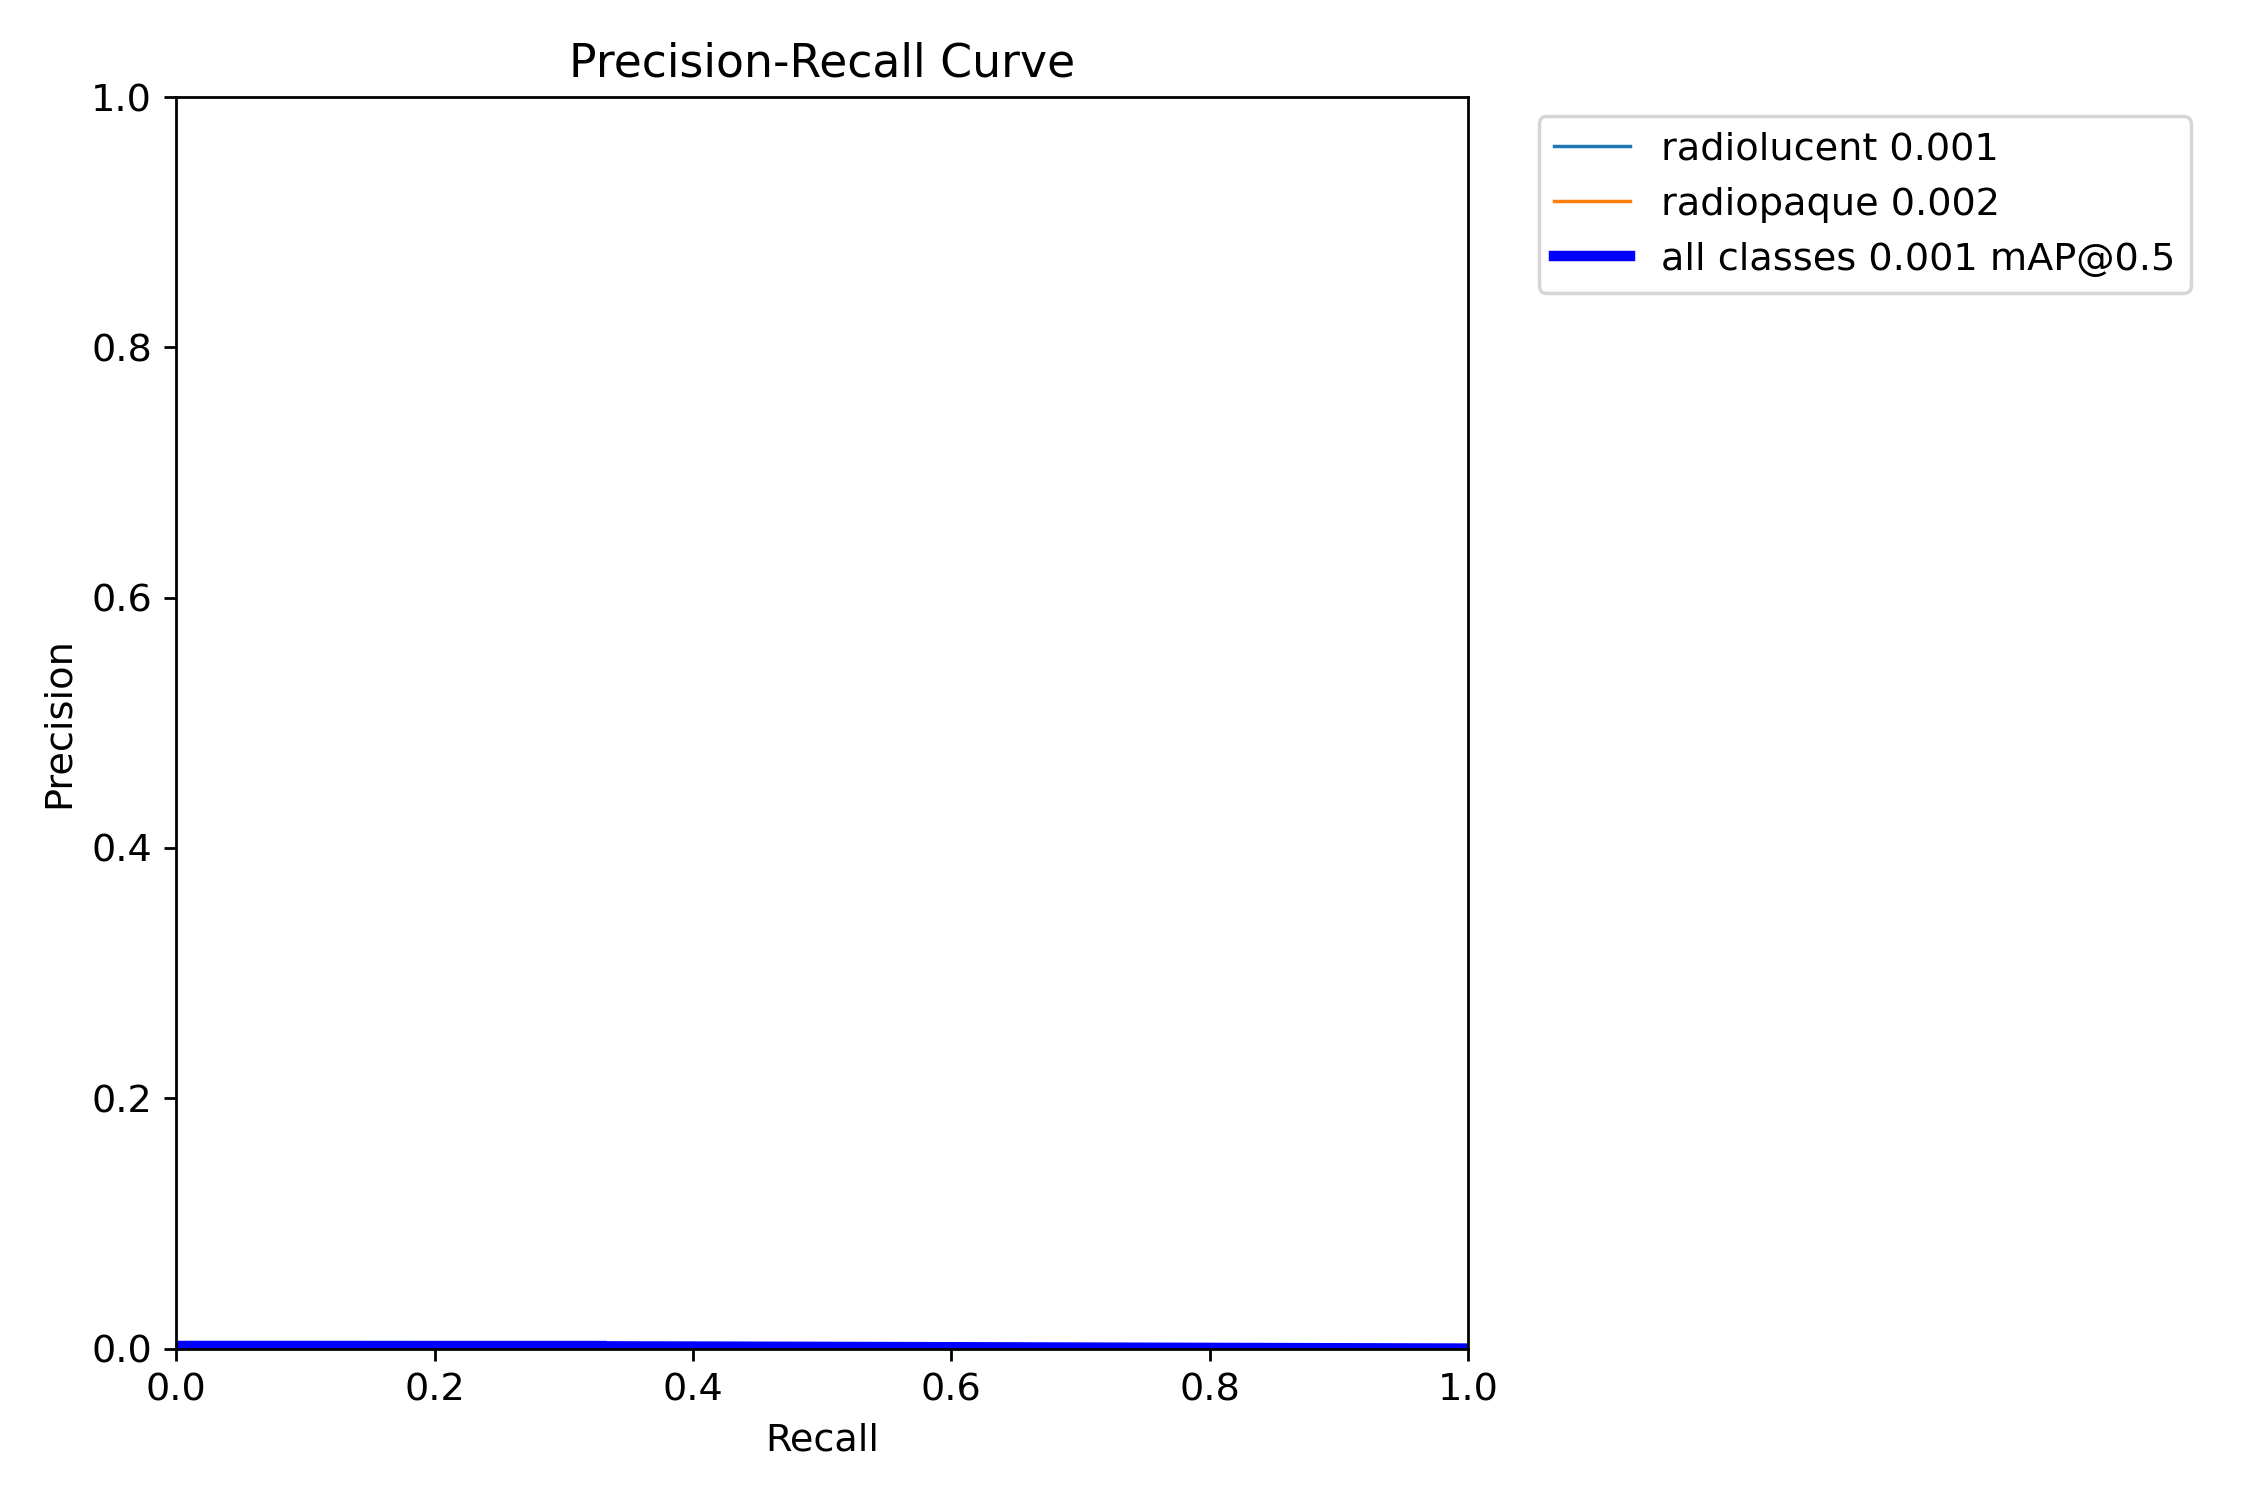 Precision-Recall Curve
1.0
0.8
0.6
0.4
0.2
0.0
Precision
0.0 0.2 0.4 0.6 0.8 1.0
Recall
radiolucent 0.001
radiopaque 0.002
all classes 0.001 mAP@0.5